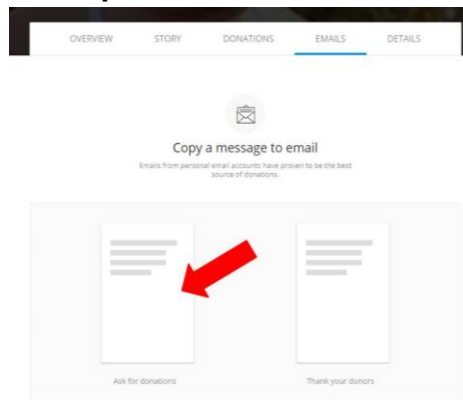 OVERVIEW STORY DONATIONS EMAILS DETAILS
Copy a message to email
Emails from personal email accounts have proven to be the best
source of donations.
Ask for donations Thank your donors